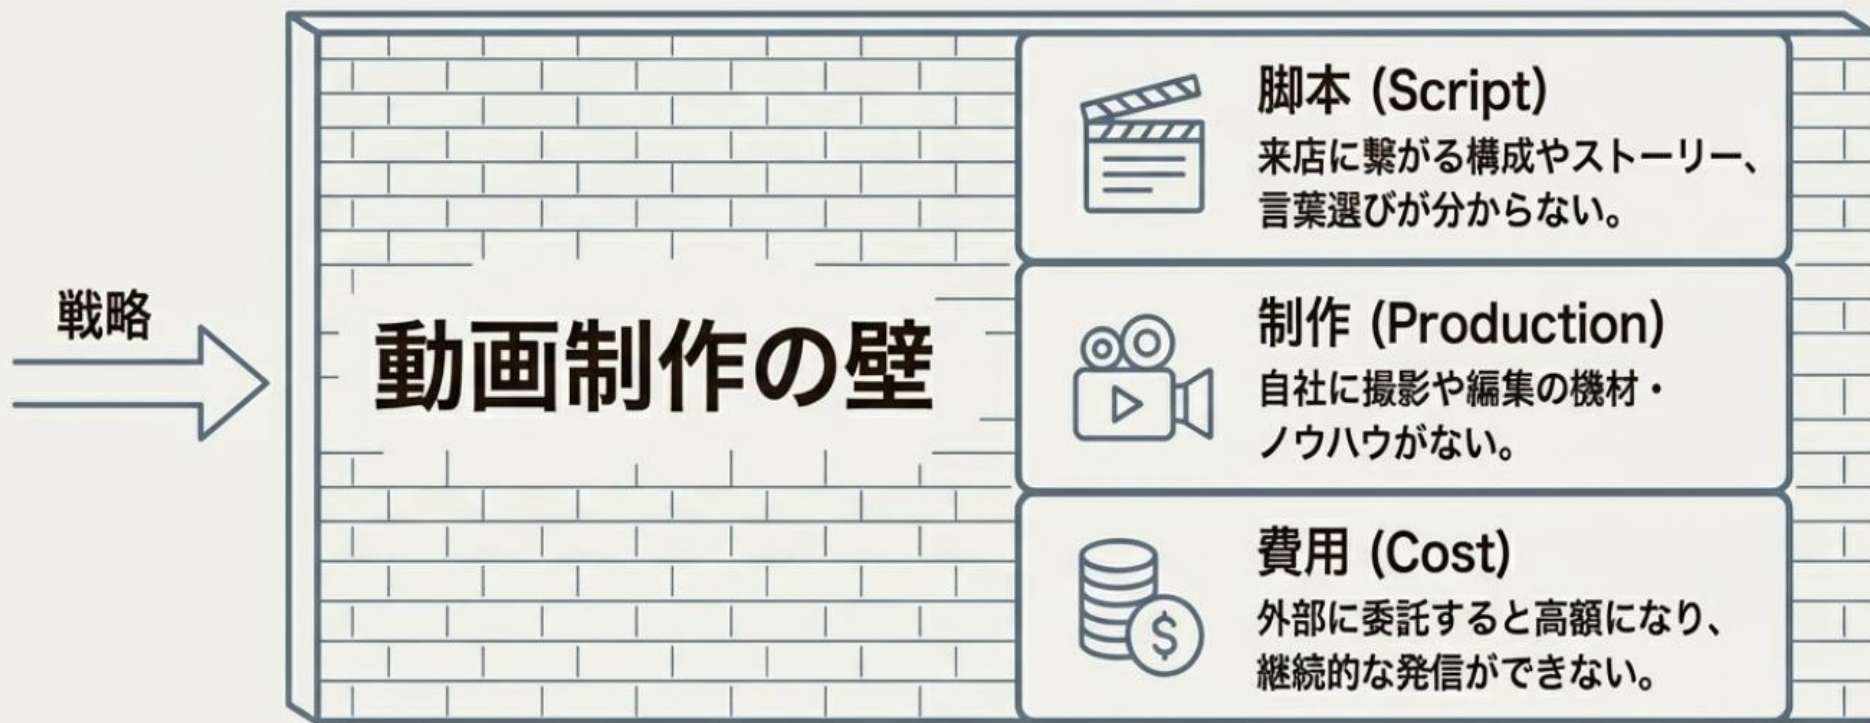 戦略
動画制作の壁
脚本 (Script)
来店に繋がる構成やストーリー、
言葉選びが分からない。
制作 (Production)
自社に撮影や編集の機材・
ノウハウがない。
費用 (Cost)
外部に委託すると高額になり、
継続的な発信ができない。
$